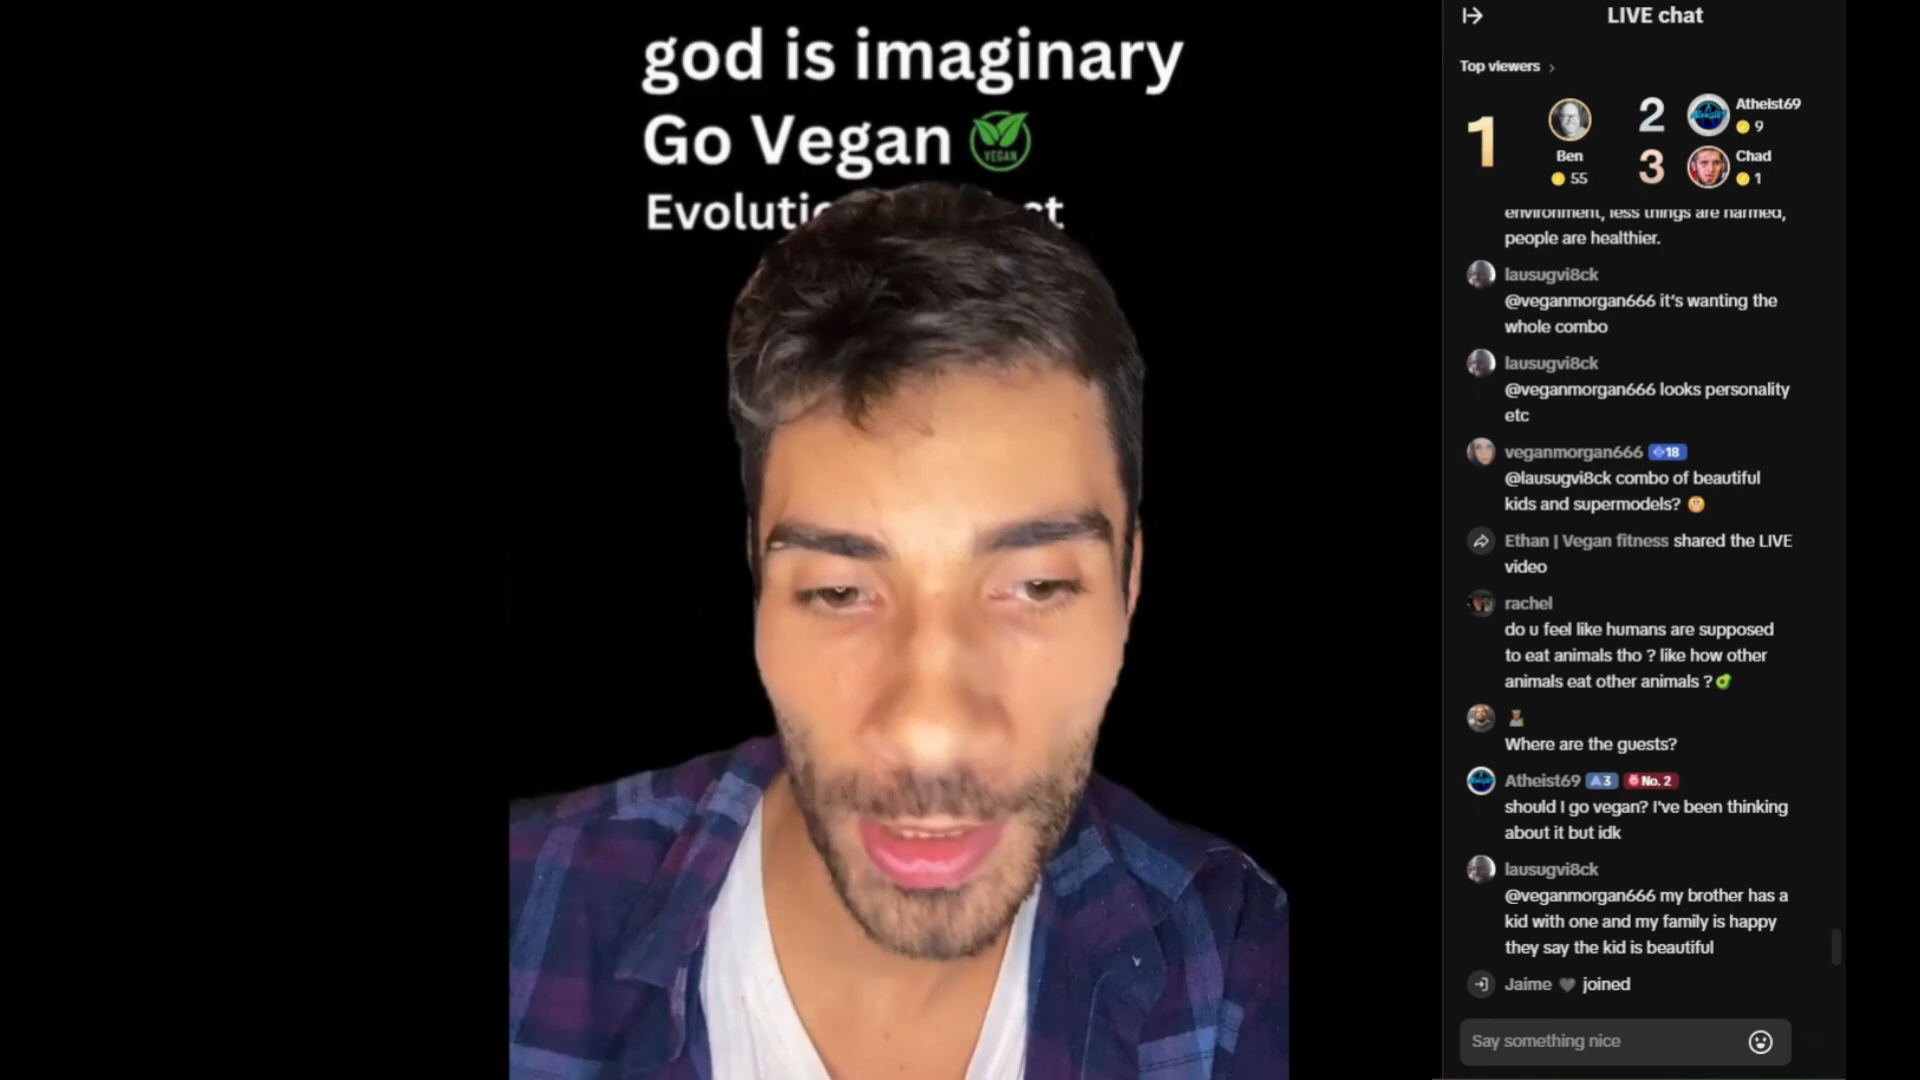 god is imaginary
Go Vegan
VEGAN
LIVE chat
Top viewers
1
Ben
55
2
Atheist69
9
3
Chad
1
environment, less things are harmed,
people are healthier.
lausugvi8ck
@veganmorgan666 it's wanting the
whole combo
lausugvi8ck
@veganmorgan666 looks personality
etc
veganmorgan666 18
@lausugvi8ck combo of beautiful
kids and supermodels?
Ethan | Vegan fitness shared the LIVE
video
rachel
do u feel like humans are supposed
to eat animals tho ? like how other
animals eat other animals ?
Where are the guests?
Atheist69 A3 No. 2
should I go vegan? I've been thinking
about it but idk
lausugvi8ck
@veganmorgan666 my brother has a
kid with one and my family is happy
they say the kid is beautiful
Jaime joined
Say something nice